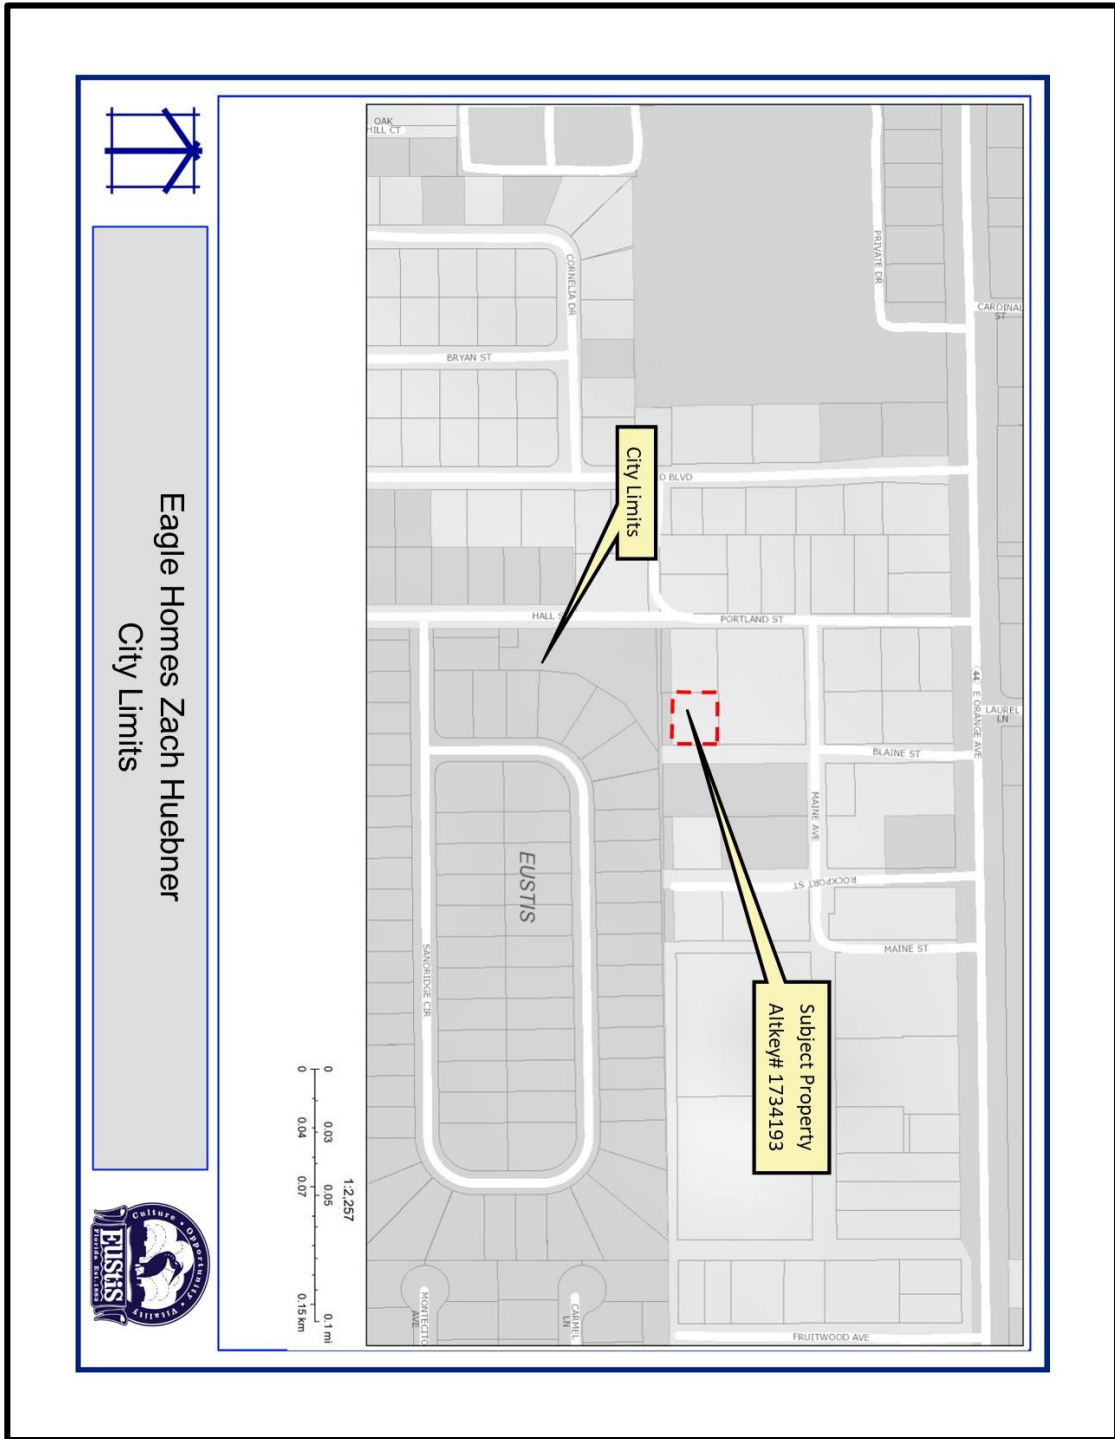 CARDINAL
ST
44
E ORANGE AVE
LAUREL
LN
PRIVATE DR
PORTLAND ST
BLAINE ST
MAINE AVE
ROCKPORT ST
MAINE ST
FRUITWOOD AVE
Subject Property
Altkey# 1734193
City Limits
O BLVD
OAK
HILL CT
CORNELIA DR
BRYAN ST
HALL S
EUSTIS
SANDRIDGE CIR
CARMEL
LN
MONTECITO
AVE
1:2,257
0 0.03 0.05 0.1 mi
0 0.04 0.07 0.15 km
Eagle Homes Zach Huebner
City Limits
Culture • Opportunity • Vitality
EUSTIS
Florida Est. 1883